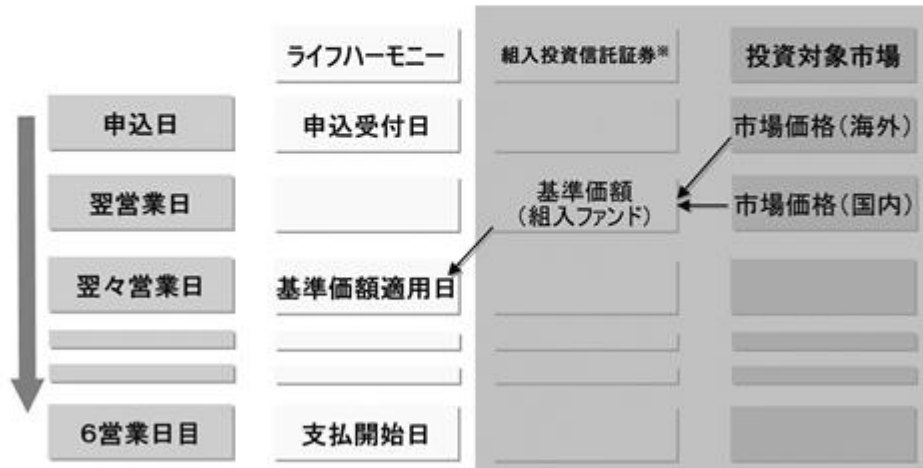 ライフハーモニー
組入投資信託証券※
投資対象市場
申込日
申込受付日
市場価格(海外)
翌営業日
基準価額
(組入ファンド)
市場価格(国内)
翌々営業日
基準価額適用日
6営業日目
支払開始日